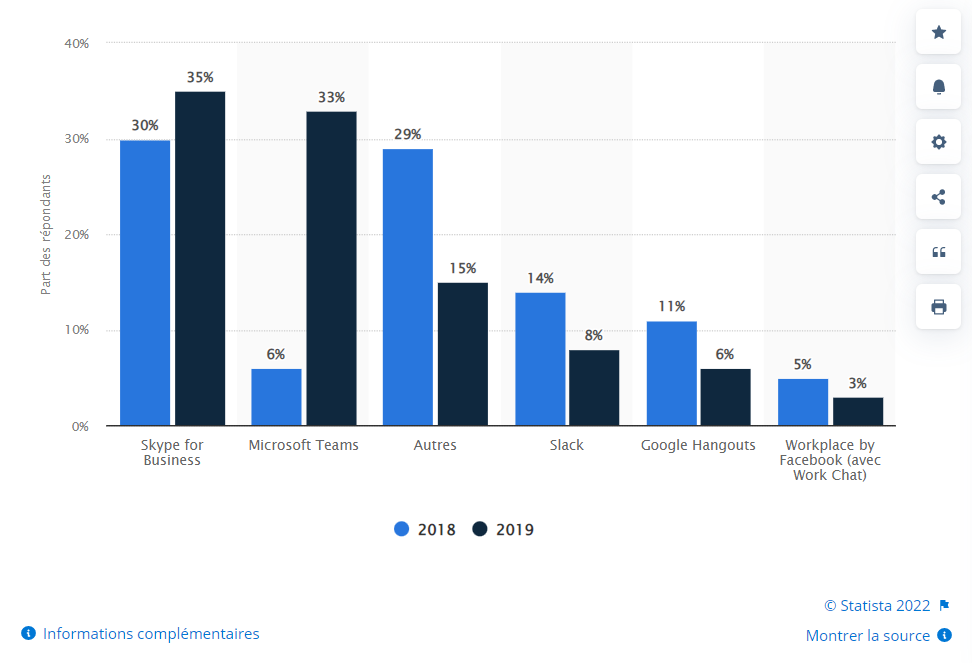 40%
30%
20%
10%
0%
Part des répondants
30%
35%
6%
33%
29%
15%
14%
8%
11%
6%
5%
3%
Skype for
Business
Microsoft Teams
Autres
Slack
Google Hangouts
Workplace by
Facebook (avec
Work Chat)
2018
2019
© Statista 2022
Informations complémentaires
Montrer la source